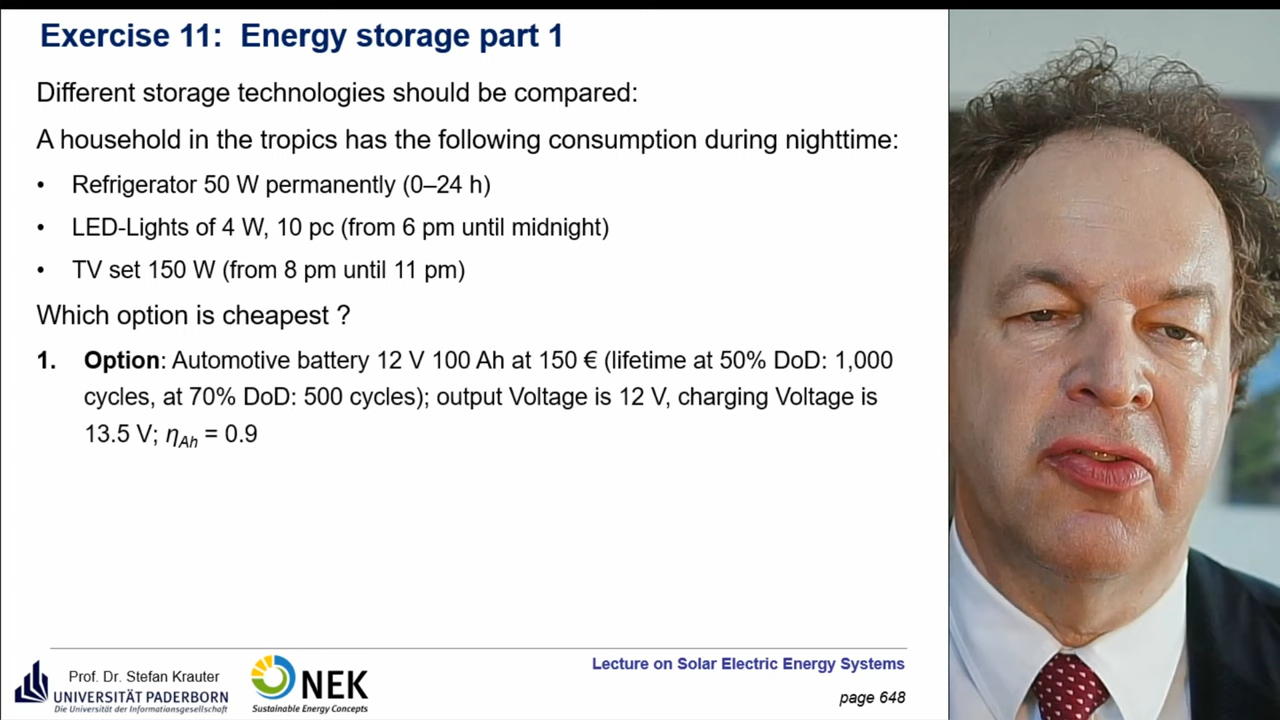 Exercise 11: Energy storage part 1
Different storage technologies should be compared:
A household in the tropics has the following consumption during nighttime:
• Refrigerator 50 W permanently (0–24 h)
• LED-Lights of 4 W, 10 pc (from 6 pm until midnight)
• TV set 150 W (from 8 pm until 11 pm)
Which option is cheapest ?
1. Option: Automotive battery 12 V 100 Ah at 150 € (lifetime at 50% DoD: 1,000
cycles, at 70% DoD: 500 cycles); output Voltage is 12 V, charging Voltage is
13.5 V; ηAh = 0.9
Prof. Dr. Stefan Krauter
UNIVERSITÄT PADERBORN
Die Universität der Informationsgesellschaft
NEK
Sustainable Energy Concepts
Lecture on Solar Electric Energy Systems
page 648